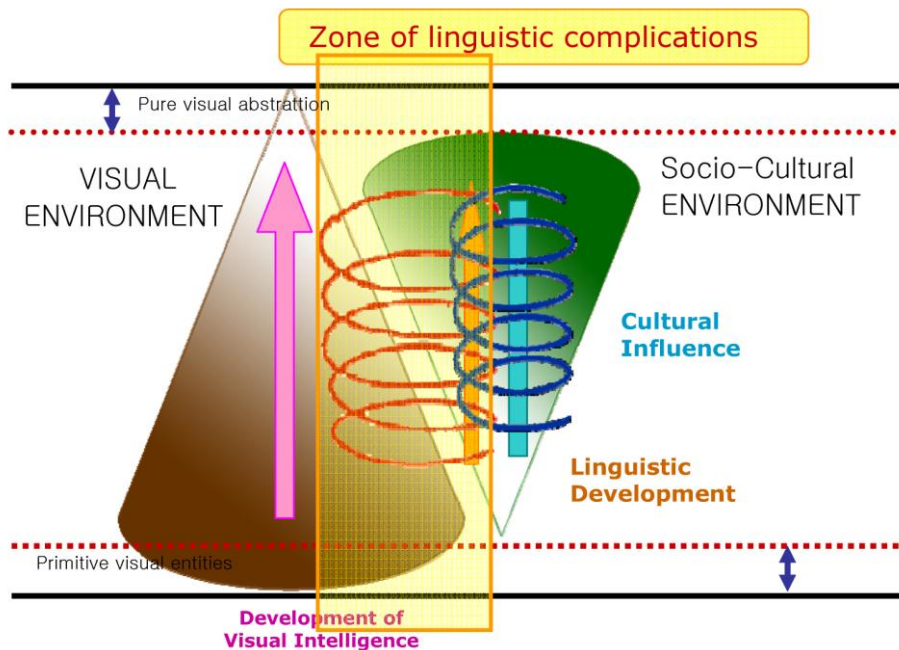 Zone of linguistic complications
Pure visual abstrattion
VISUAL
ENVIRONMENT
Socio-Cultural
ENVIRONMENT
Cultural
Influence
Linguistic
Development
Primitive visual entities
Development of
Visual Intelligence